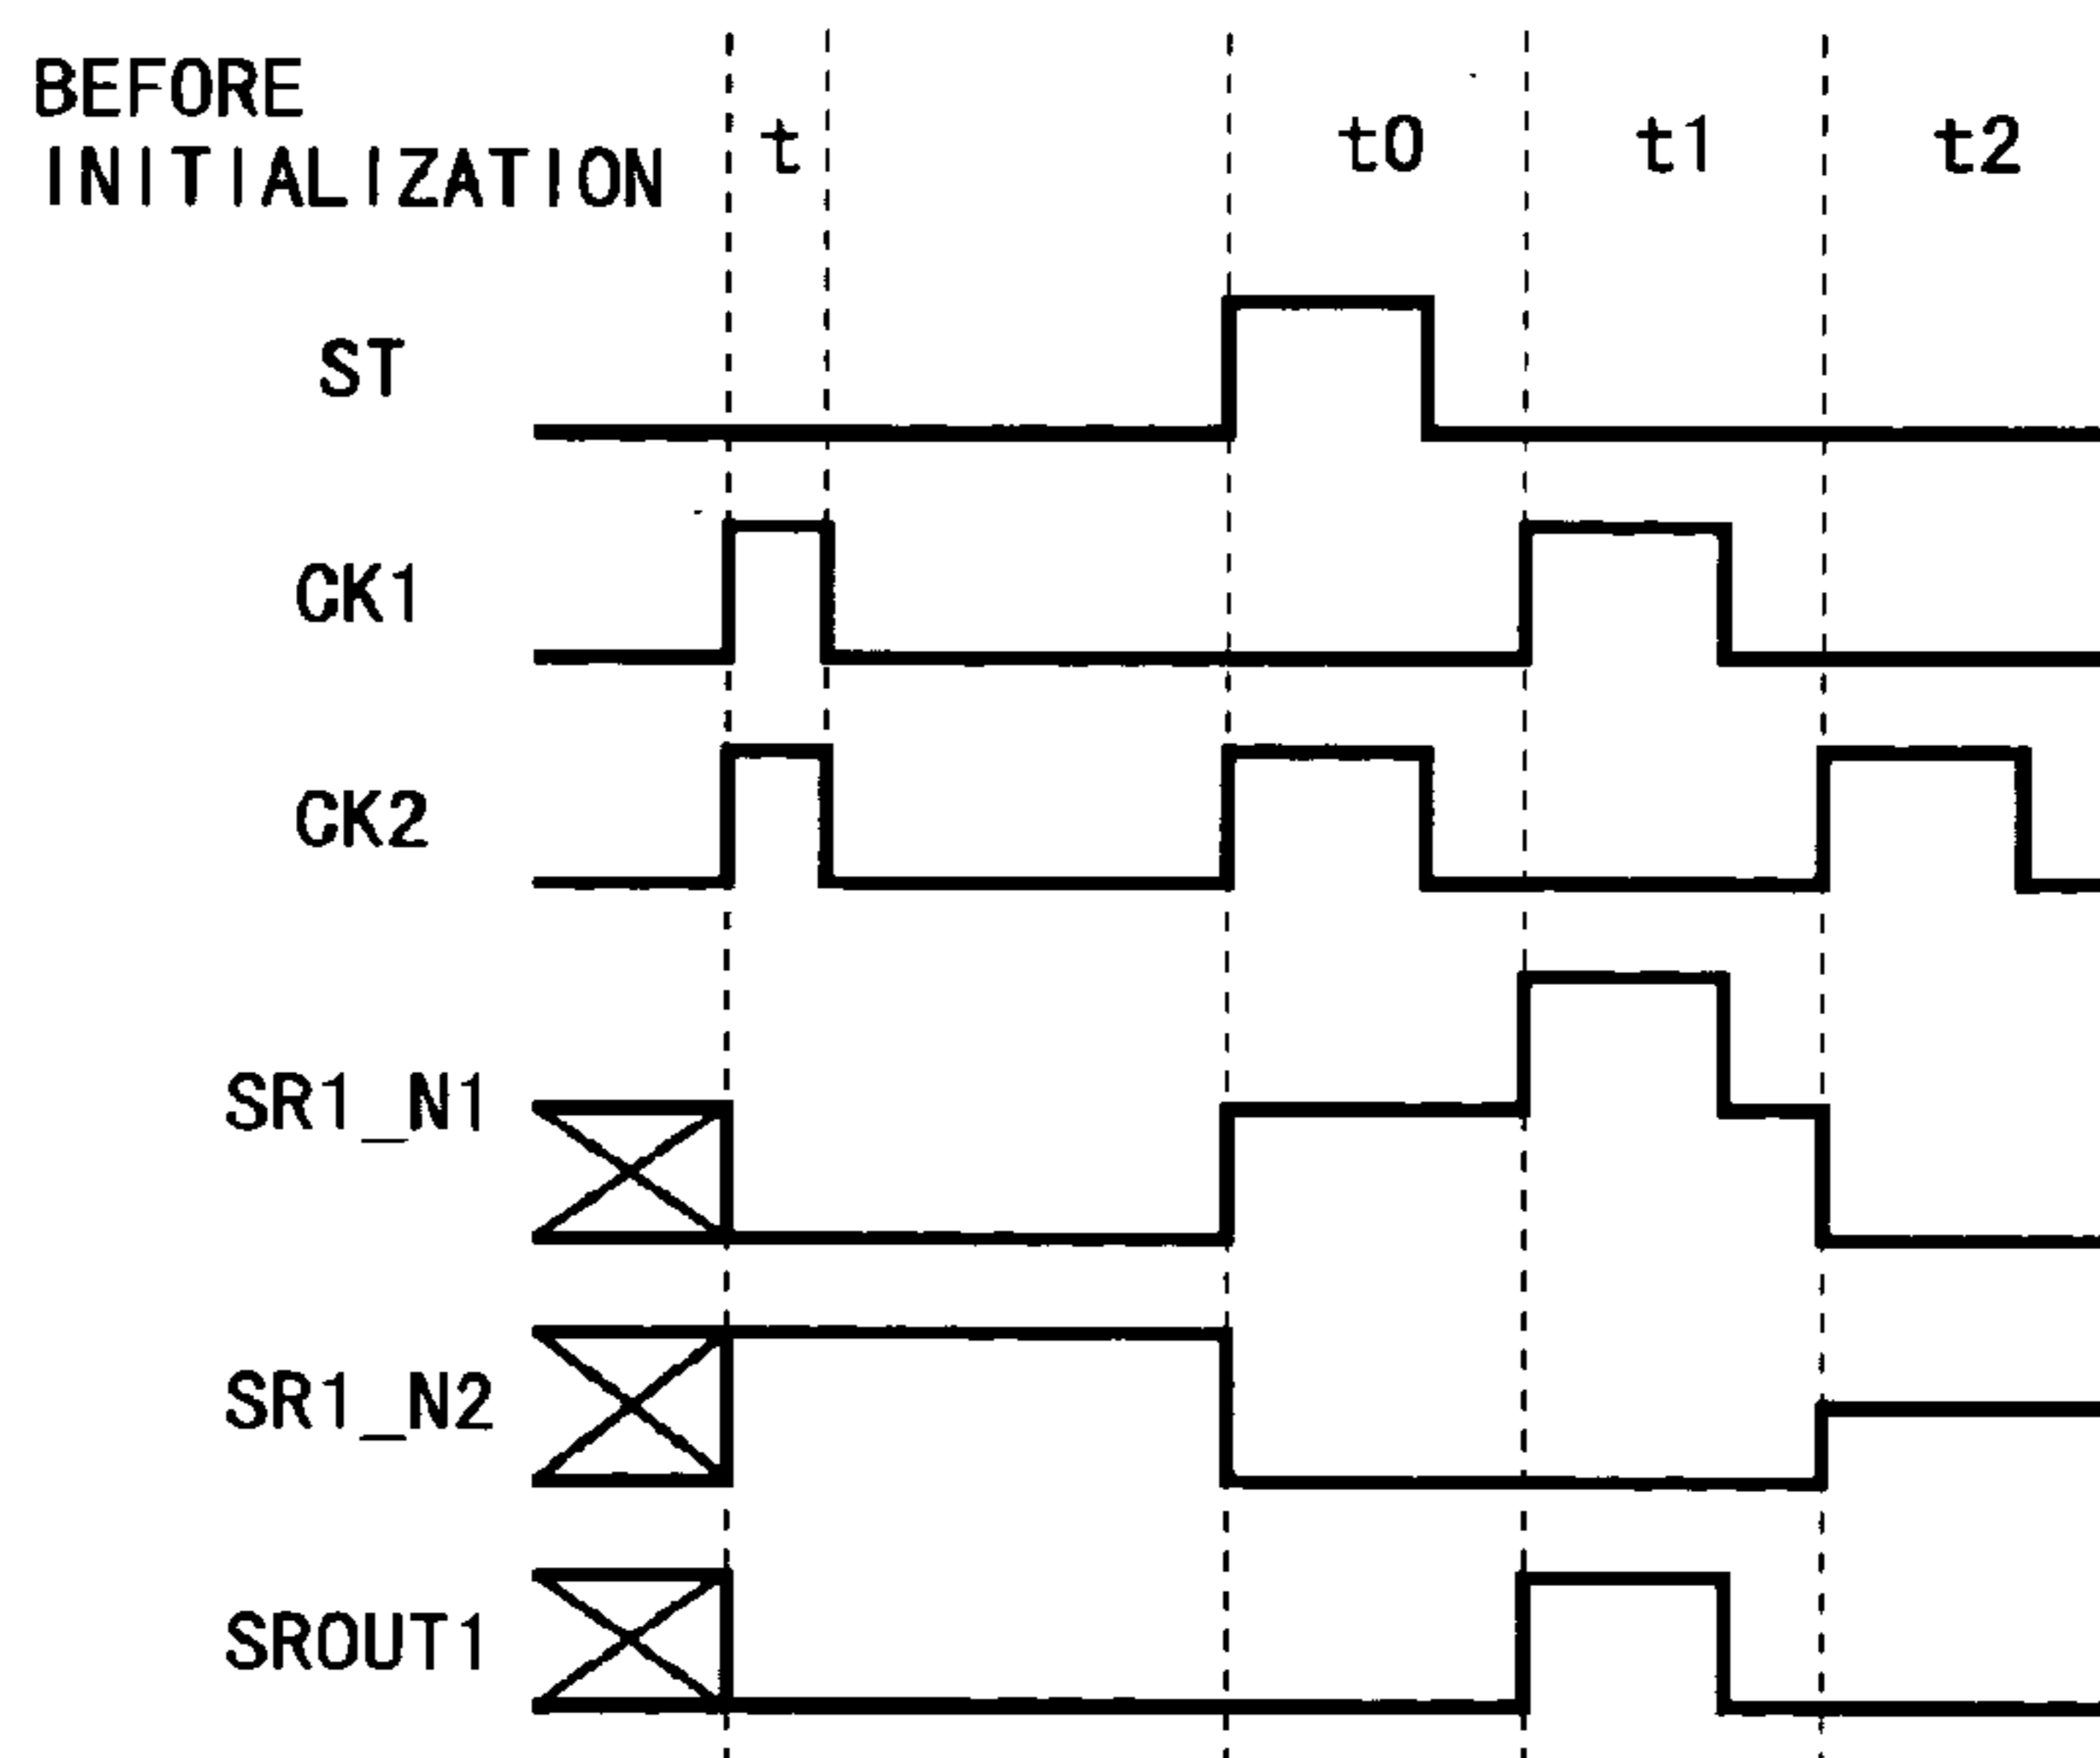 BEFORE
INITIALIZATION
t
t0
t1
t2
ST
CK1
CK2
SR1_N1
SR1_N2
SROUT1